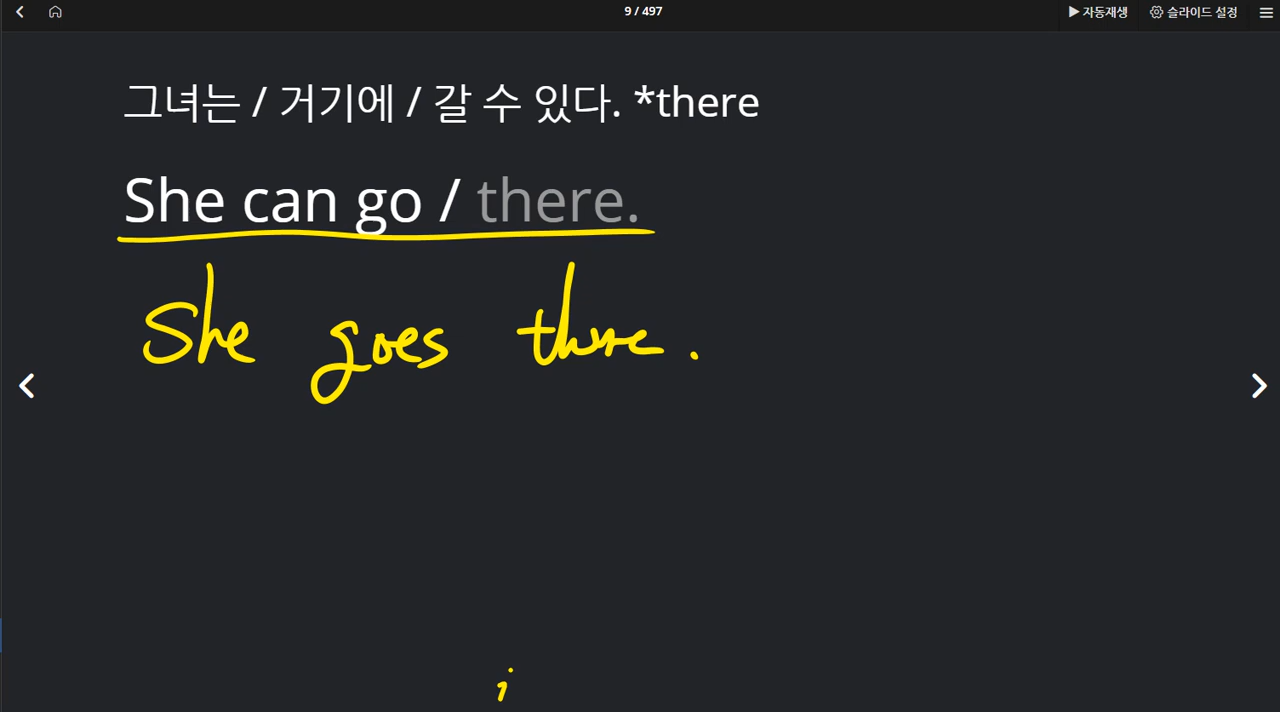 9 / 497
▶ 자동재생
슬라이드 설정
그녀는 / 거기에 / 갈 수 있다. *there
She can go / there.
She goes there.
i